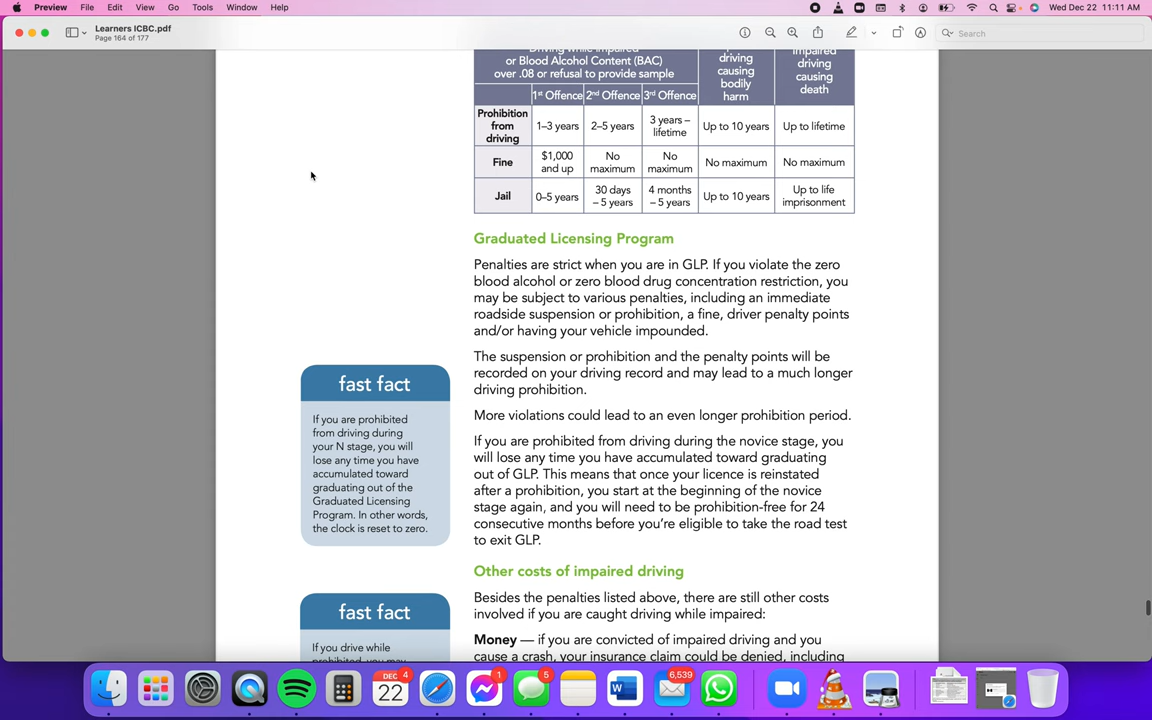 Preview File Edit View Go Tools Window Help
Wed Dec 22 11:11 AM
Learners ICBC.pdf
Page 164 of 177
Search
Driving while impaired
or Blood Alcohol Content (BAC)
over .08 or refusal to provide sample
driving
causing
bodily
harm
impaired
driving
causing
death
1st Offence 2nd Offence 3rd Offence
Prohibition
from
driving
1–3 years
2–5 years
3 years –
lifetime
Up to 10 years
Up to lifetime
Fine
$1,000
and up
No
maximum
No
maximum
No maximum
No maximum
Jail
0–5 years
30 days
– 5 years
4 months
– 5 years
Up to 10 years
Up to life
imprisonment
Graduated Licensing Program
Penalties are strict when you are in GLP. If you violate the zero
blood alcohol or zero blood drug concentration restriction, you
may be subject to various penalties, including an immediate
roadside suspension or prohibition, a fine, driver penalty points
and/or having your vehicle impounded.
The suspension or prohibition and the penalty points will be
recorded on your driving record and may lead to a much longer
driving prohibition.
More violations could lead to an even longer prohibition period.
If you are prohibited from driving during the novice stage, you
will lose any time you have accumulated toward graduating
out of GLP. This means that once your licence is reinstated
after a prohibition, you start at the beginning of the novice
stage again, and you will need to be prohibition-free for 24
consecutive months before you’re eligible to take the road test
to exit GLP.
fast fact
If you are prohibited
from driving during
your N stage, you will
lose any time you have
accumulated toward
graduating out of the
Graduated Licensing
Program. In other words,
the clock is reset to zero.
Other costs of impaired driving
Besides the penalties listed above, there are still other costs
involved if you are caught driving while impaired:
Money — if you are convicted of impaired driving and you
cause a crash, your insurance claim could be denied, including
fast fact
If you drive while
prohibited, you may
DEC 4
22
1
5
6,539